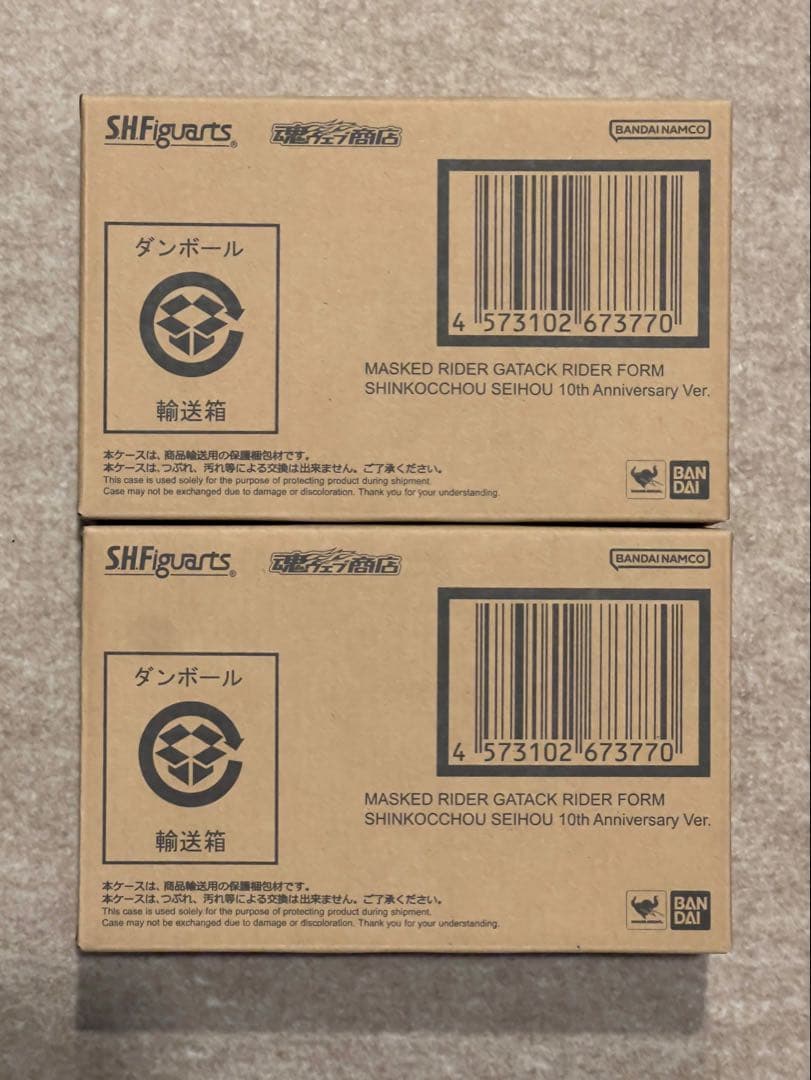 S.H.Figuarts®
魂ウェブ商店
BANDAI NAMCO
ダンボール
輸送箱
4 573102 673770
MASKED RIDER GATACK RIDER FORM
SHINKOCCHOU SEIHOU 10th Anniversary Ver.
本ケースは、商品輸送用の保護梱包材です。
本ケースは、つぶれ、汚れ等による交換は出来ません。ご了承ください。
This case is used solely for the purpose of protecting product during shipment.
Case may not be exchanged due to damage or discoloration. Thank you for your understanding.
BAN
DAI
S.H.Figuarts®
魂ウェブ商店
BANDAI NAMCO
ダンボール
輸送箱
4 573102 673770
MASKED RIDER GATACK RIDER FORM
SHINKOCCHOU SEIHOU 10th Anniversary Ver.
本ケースは、商品輸送用の保護梱包材です。
本ケースは、つぶれ、汚れ等による交換は出来ません。ご了承ください。
This case is used solely for the purpose of protecting product during shipment.
Case may not be exchanged due to damage or discoloration. Thank you for your understanding.
BAN
DAI